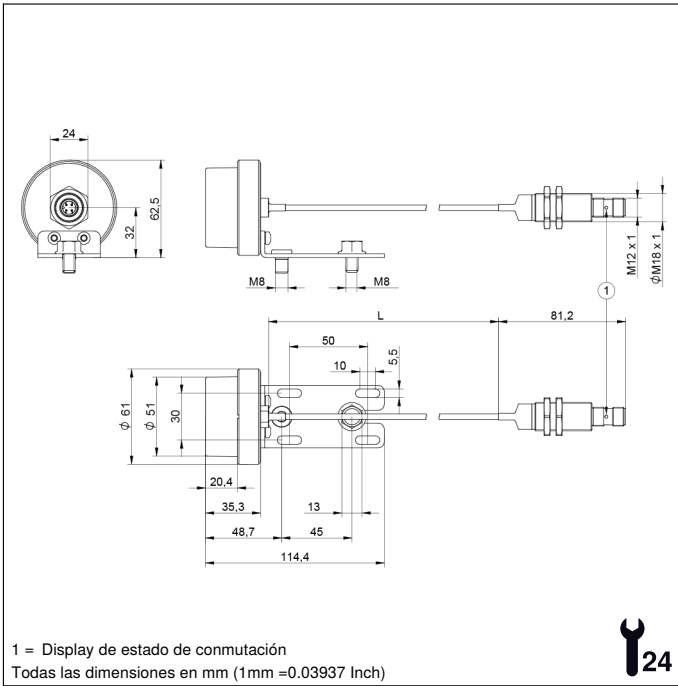 24
62,5
32
M8
M8
M12 x 1
ϕM18 x 1
1
L
81,2
50
10
5,5
ϕ 61
ϕ 51
30
20,4
35,3
13
48,7
45
114,4
1 = Display de estado de conmutación
Todas las dimensiones en mm (1mm =0.03937 Inch)
24